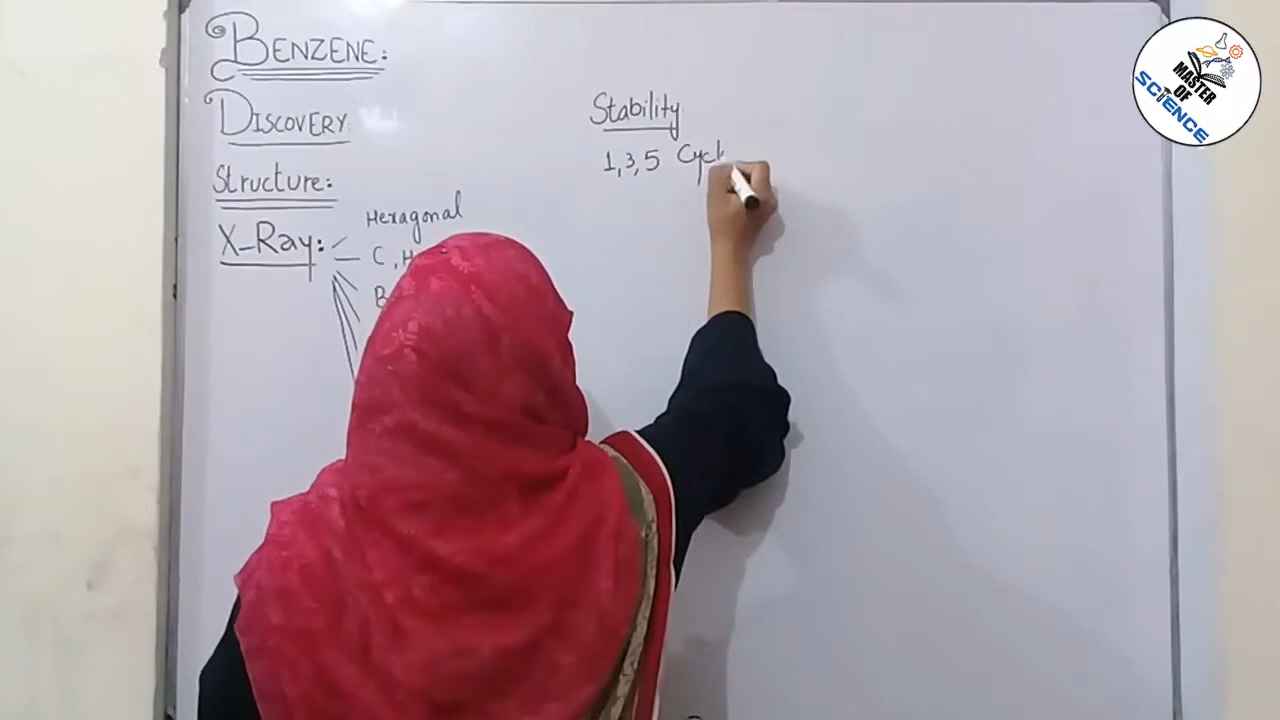 BENZENE:
DISCOVERY:
Structure:
X-Ray:
Hexagonal
C, H
B
Stability
1,3,5 Cycl
MASTER
OF
SCIENCE